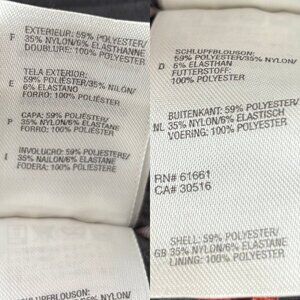 F EXTERIEUR: 59% POLYESTER/
35% NYLON/6% ELASTHANNE
DOUBLURE: 100% POLYESTER
TELA EXTERIOR:
59% POLIÉSTER/35% NILÓN/
E 6% ELASTANO
FORRO: 100% POLIÉSTER
CAPA: 59% POLIÉSTER/
P 35% NYLON/6% ELASTANO
FORRO: 100% POLIÉSTER
INVOLUCRO: 59% POLIESTERE/
I 35% NAILON/6% ELASTAN
FODERA: 100% POLIESTERE
SCHLUPFBLOUSON:
59% POLYESTER/35% NYLON/
D 6% ELASTHAN
FUTTERSTOFF:
100% POLYESTER
BUITENKANT: 59% POLYESTER/
NL 35% NYLON/6% ELASTISCH
VOERING: 100% POLYESTER
RN# 61661
CA# 30516
SHELL: 59% POLYESTER/
GB 35% NYLON/6% ELASTANE
LINING: 100% POLYESTER